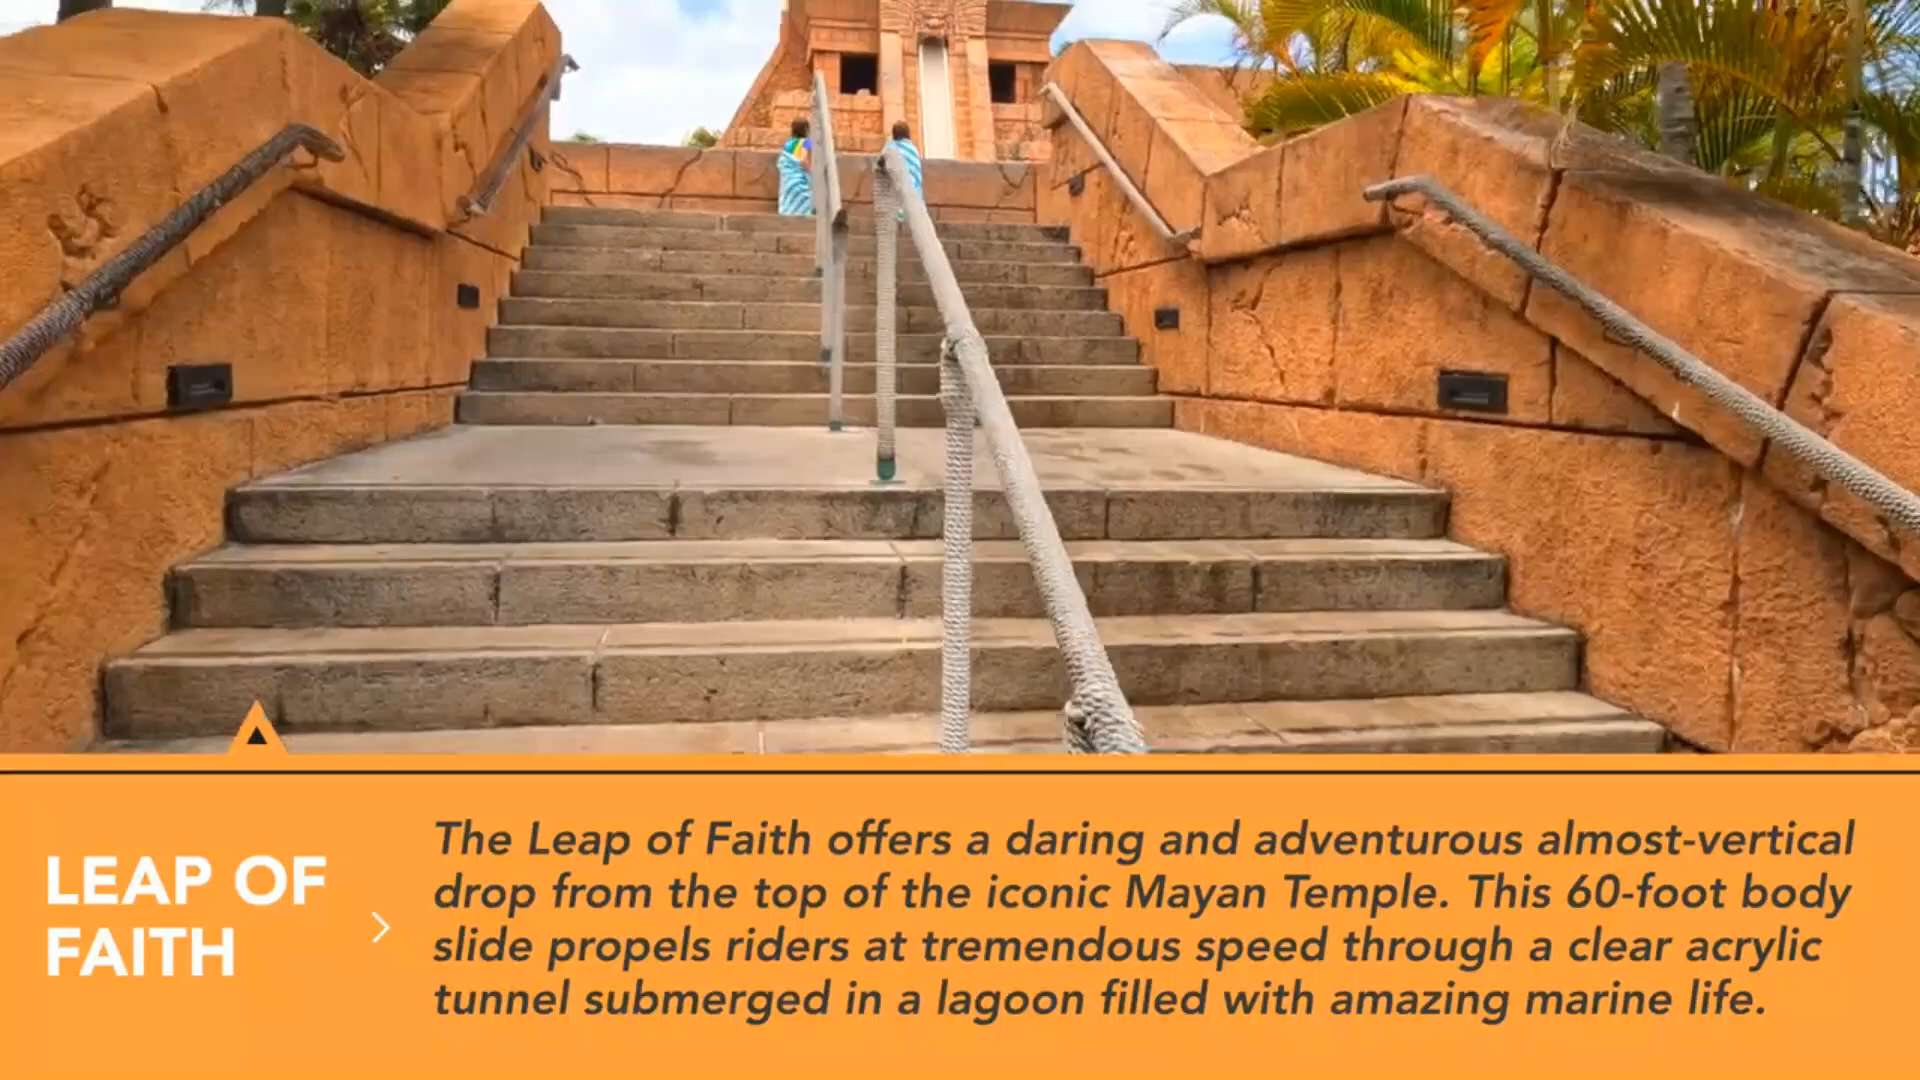 LEAP OF
FAITH
The Leap of Faith offers a daring and adventurous almost-vertical
drop from the top of the iconic Mayan Temple. This 60-foot body
slide propels riders at tremendous speed through a clear acrylic
tunnel submerged in a lagoon filled with amazing marine life.